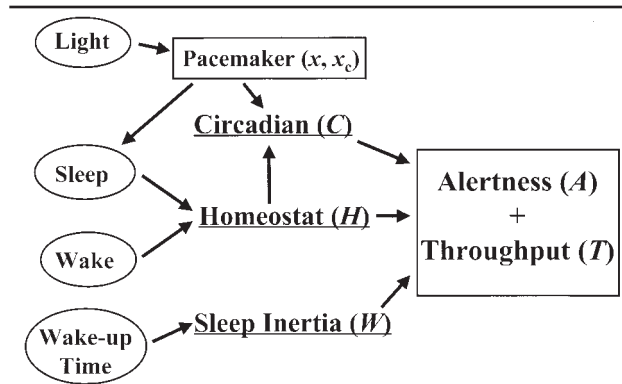 Light
Pacemaker (x, xc)
Circadian (C)
Sleep
Homeostat (H)
Wake
Sleep Inertia (W)
Wake-up
Time
Alertness (A)
+
Throughput (T)